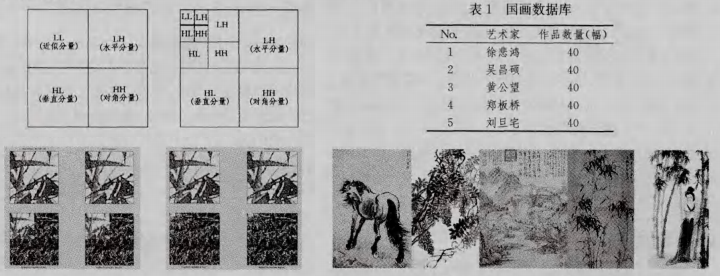 LL
(近似分量)
LH
(水平分量)
HL
(垂直分量)
HH
(对角分量)
LL LH
HL HH
LH
HL HH
LH
(水平分量)
HL
(垂直分量)
HH
(对角分量)
表1 国画数据库
No. 艺术家 作品数量(幅)
1 徐悲鸿 40
2 吴昌硕 40
3 黄公望 40
4 郑板桥 40
5 刘旦宅 40